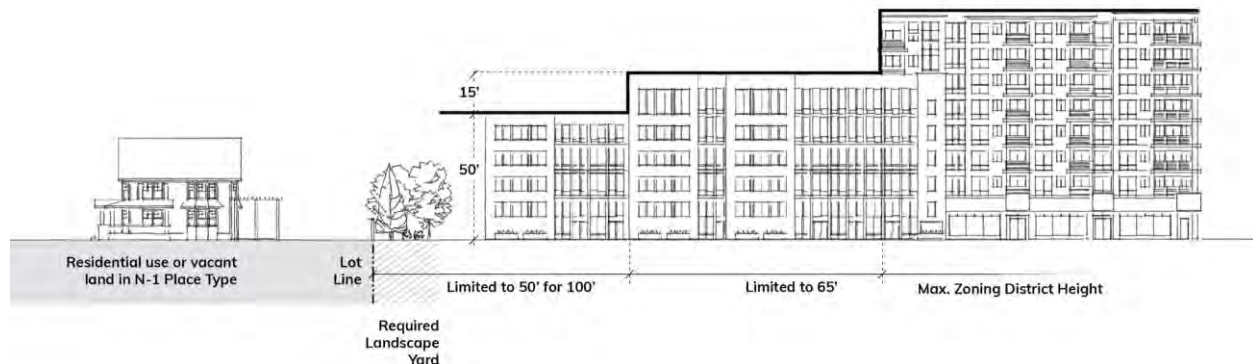 15'
50'
Residential use or vacant
land in N-1 Place Type
Lot
Line
Limited to 50' for 100'
Limited to 65'
Max. Zoning District Height
Required
Landscape
Yard